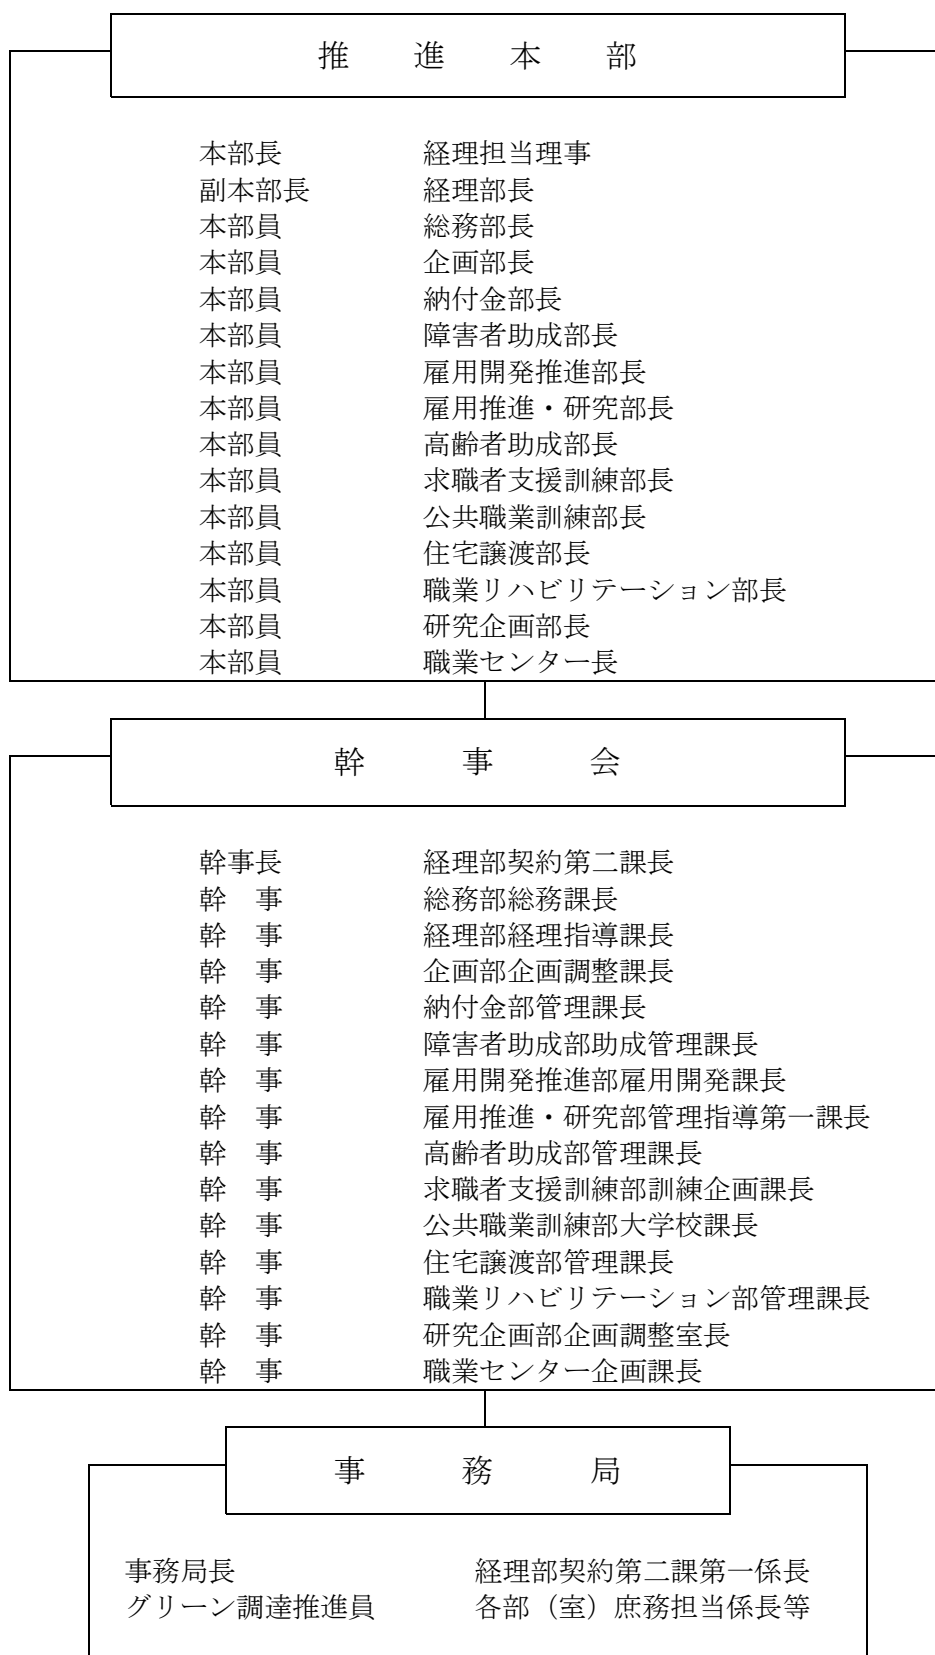 推　進　本　部
本部長　経理担当理事
副本部長　経理部長
本部員　総務部長
本部員　企画部長
本部員　納付金部長
本部員　障害者助成部長
本部員　雇用開発推進部長
本部員　雇用推進・研究部長
本部員　高齢者助成部長
本部員　求職者支援訓練部長
本部員　公共職業訓練部長
本部員　住宅譲渡部長
本部員　職業リハビリテーション部長
本部員　研究企画部長
本部員　職業センター長
幹　事　会
幹事長　経理部契約第二課長
幹　事　総務部総務課長
幹　事　経理部経理指導課長
幹　事　企画部企画調整課長
幹　事　納付金部管理課長
幹　事　障害者助成部助成管理課長
幹　事　雇用開発推進部雇用開発課長
幹　事　雇用推進・研究部管理指導第一課長
幹　事　高齢者助成部管理課長
幹　事　求職者支援訓練部訓練企画課長
幹　事　公共職業訓練部大学校課長
幹　事　住宅譲渡部管理課長
幹　事　職業リハビリテーション部管理課長
幹　事　研究企画部企画調整室長
幹　事　職業センター企画課長
事　務　局
事務局長　経理部契約第二課第一係長
グリーン調達推進員　各部（室）庶務担当係長等